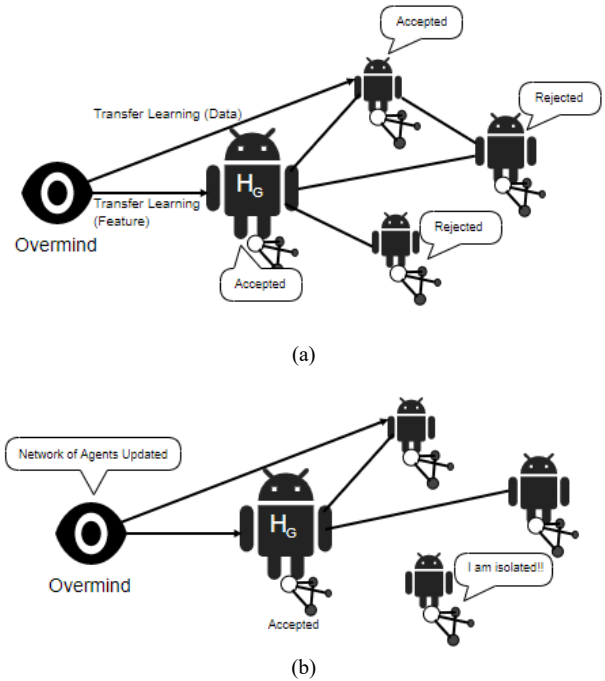 Accepted
Rejected
Transfer Learning (Data)
H_G
Transfer Learning
(Feature)
Overmind
Rejected
Accepted
(a)
Network of Agents Updated
H_G
Overmind
I am isolated!!
Accepted
(b)